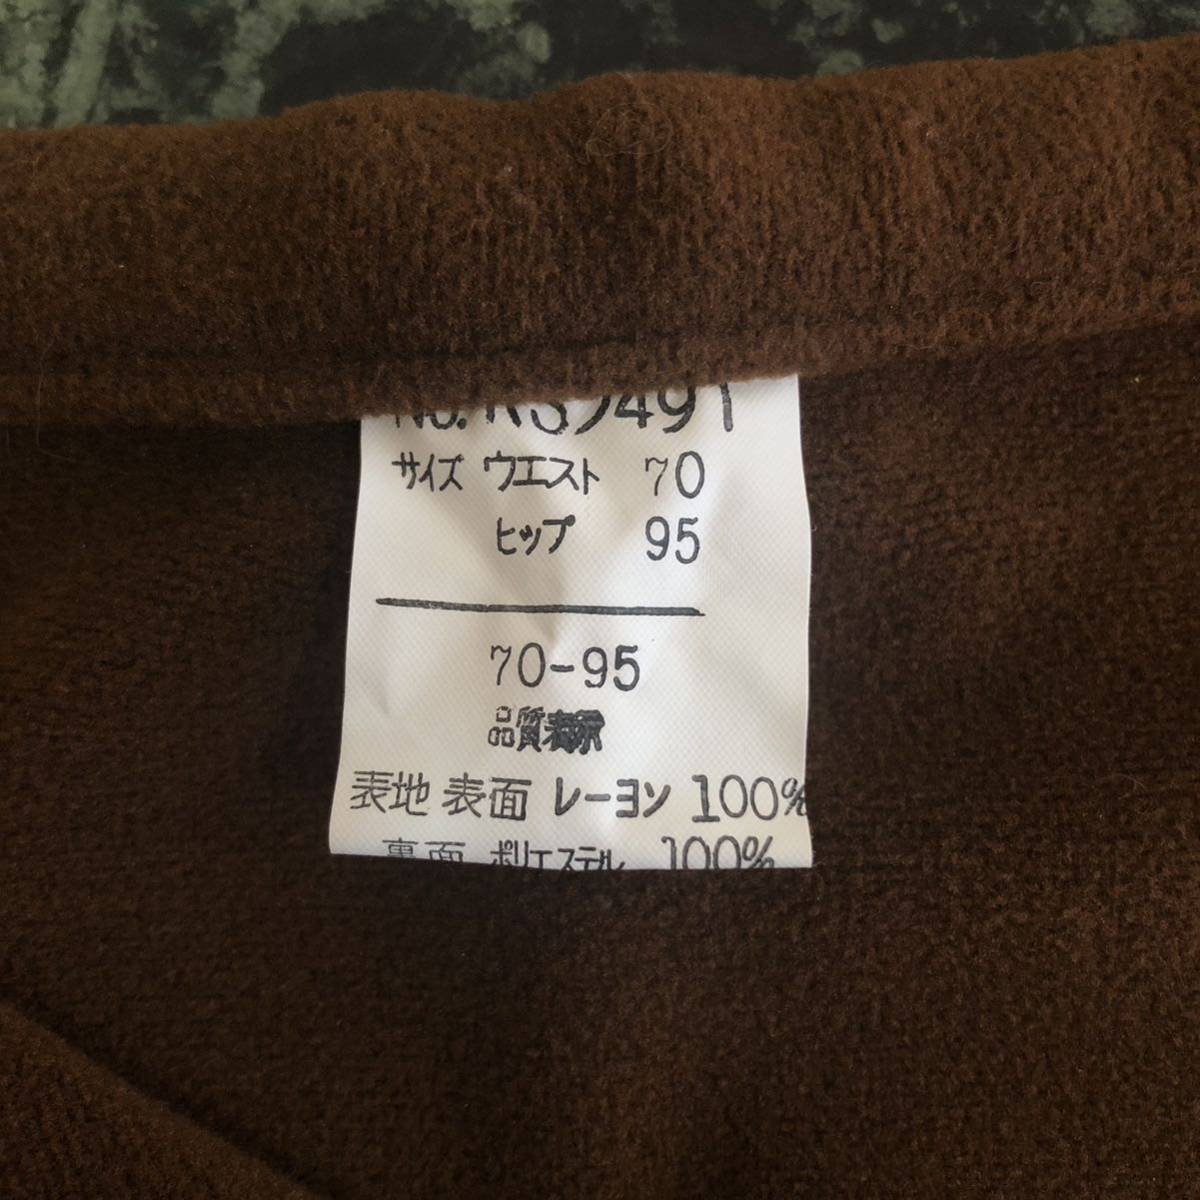 サイズ ウエスト 70
ヒップ 95
70-95
品質表示
表地 表面 レーヨン 100%
裏面 ポリエステル 100%